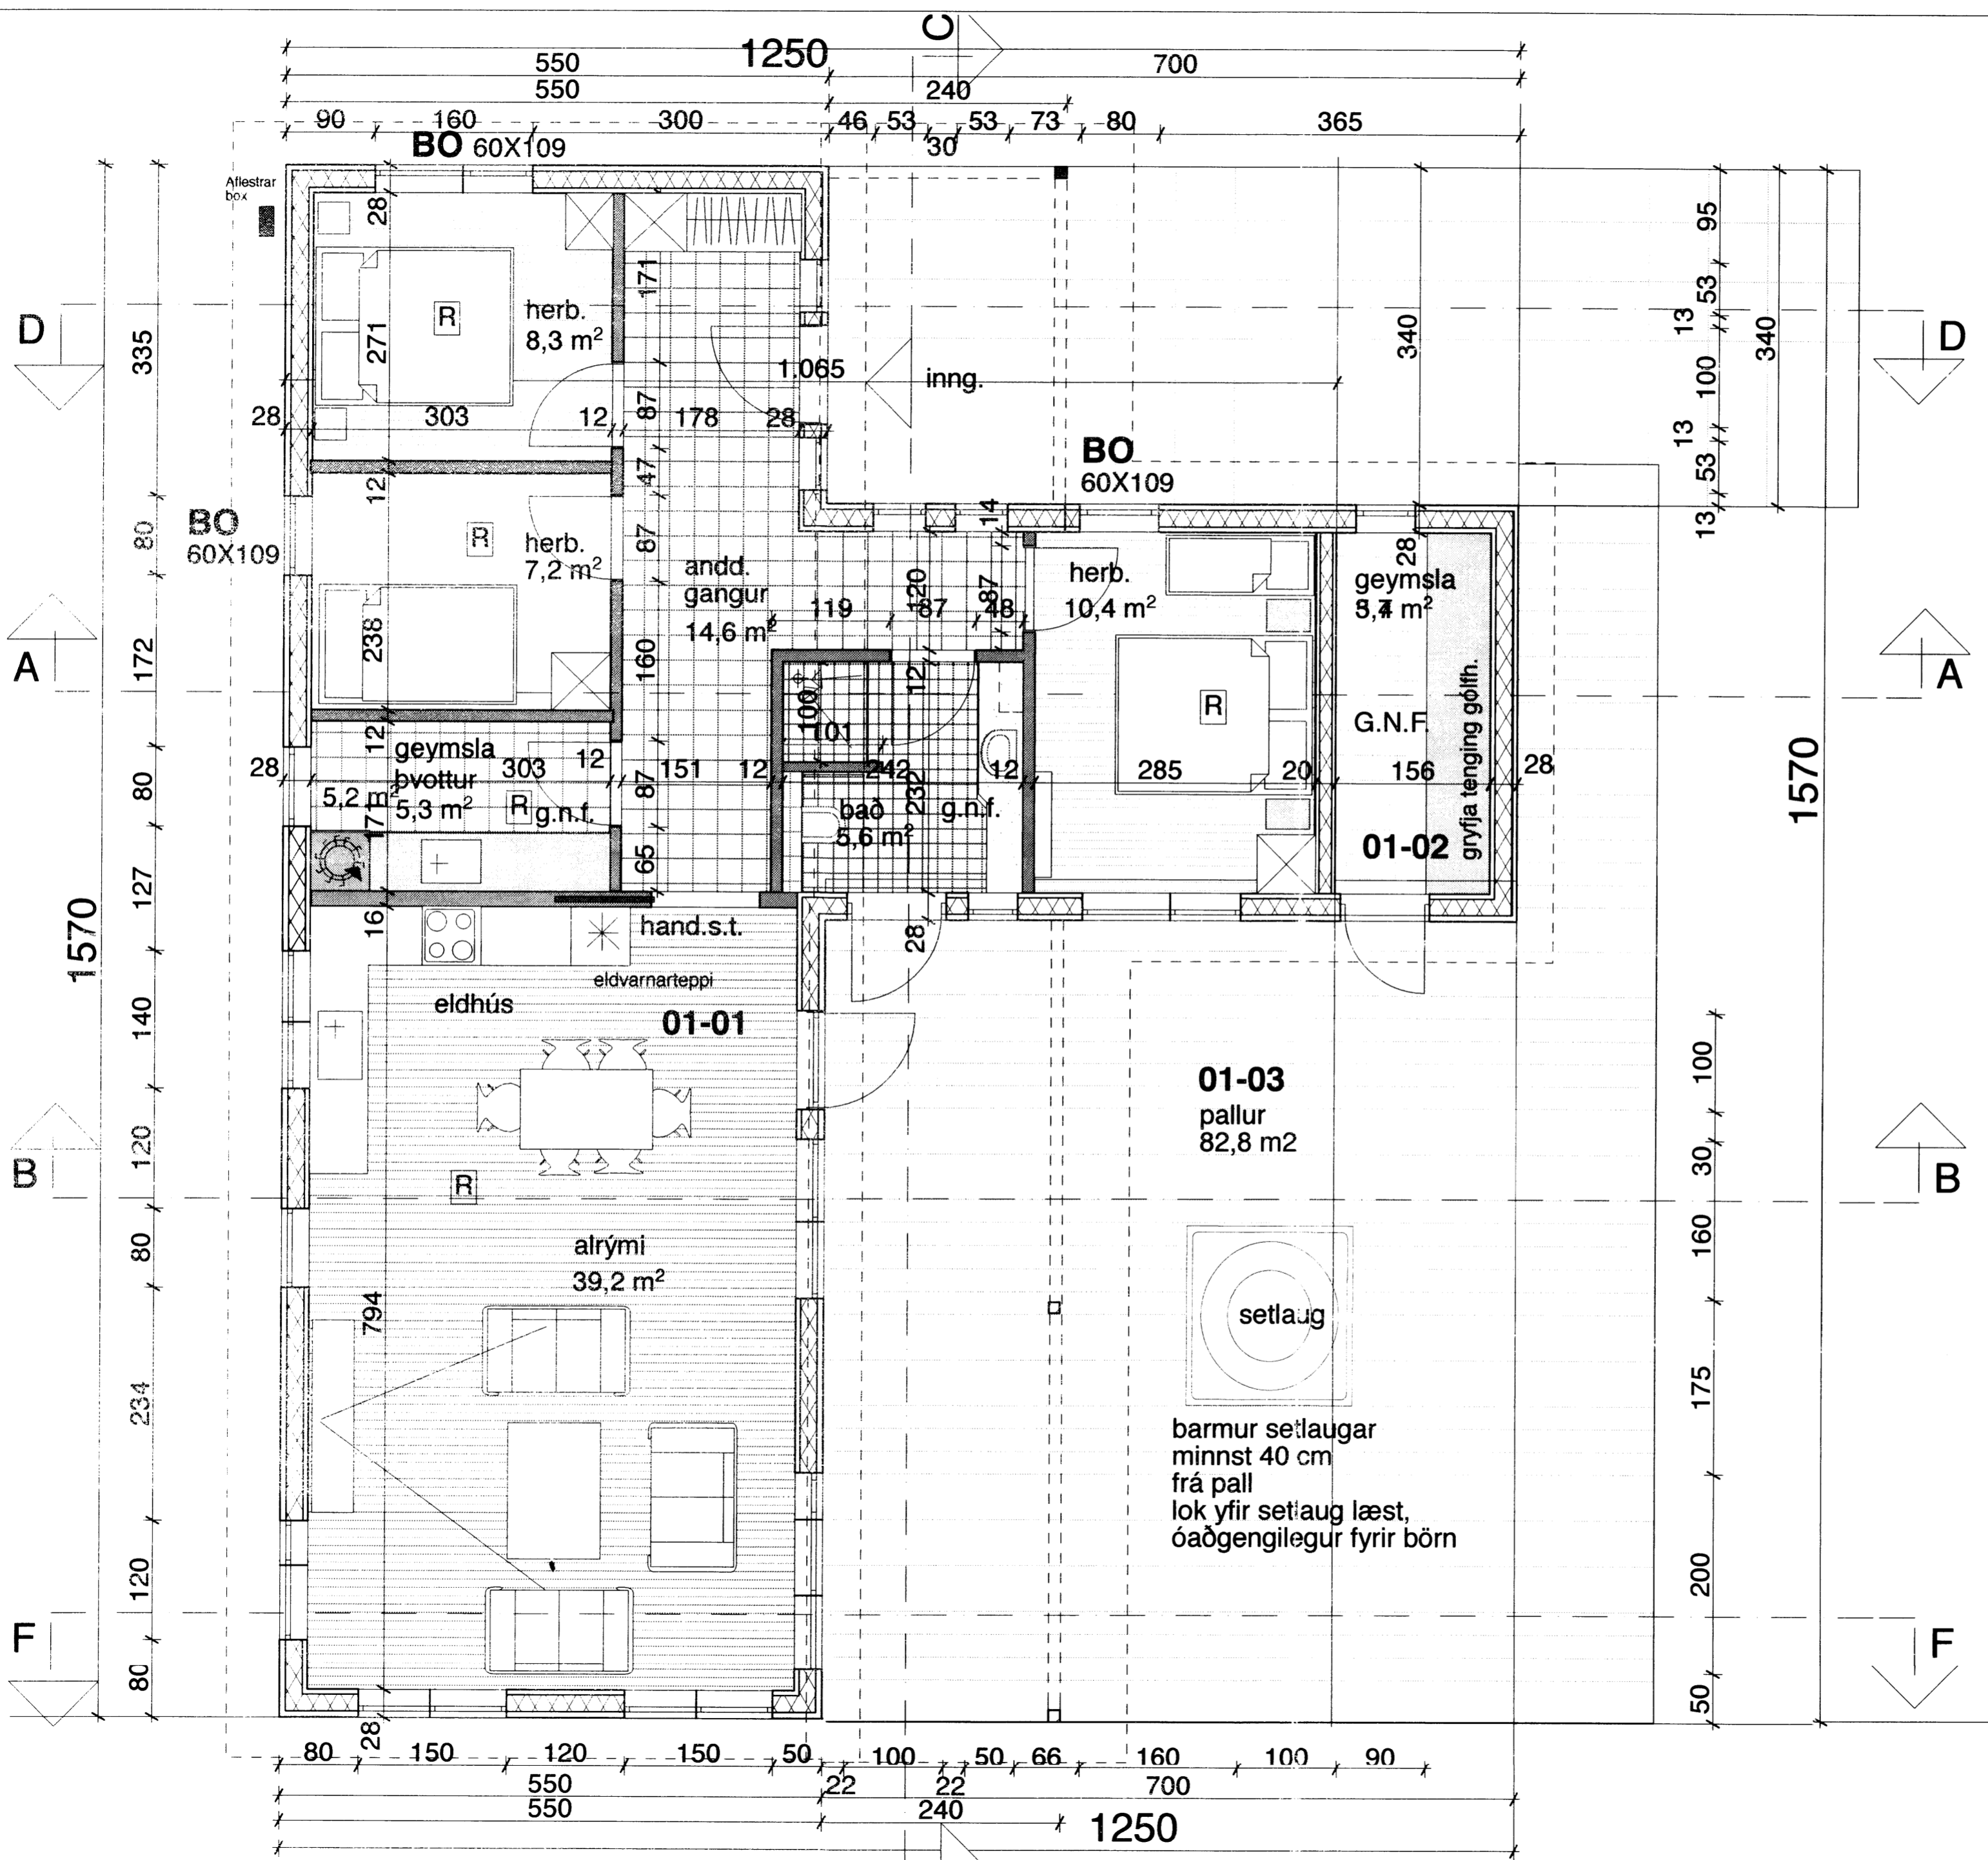 C
1250
550
700
550
240
90
160
300
46
53
53
73
80
365
30
BO 60X109
Aflestrar
box
28
95
53
13
100
13
53
13
340
340
340
171
herb.
8,3 m²
R
271
D
D
335
1.065
inng.
28
303
12
87
178
28
47
12
BO
60X109
BO
60X109
80
R
herb.
7,2 m²
87
14
28
andd.
gangur
14,6 m²
119
120
87
87
48
herb.
10,4 m²
geymsla
m²
238
160
172
A
A
12
100
101
R
G.N.F.
gryfja tenging gólfh.
12
geymsla
þvottur
5,3 m²
5,2 m²
171
R
g.n.f.
28
303
12
151
12
242
232
12
285
20
156
28
80
87
bað
5,6 m²
g.n.f.
01-02
1570
65
127
16
hand.s.t.
28
1570
eldvarnarteppi
eldhús
01-01
140
100
01-03
pallur
82,8 m2
120
30
B
B
R
80
160
alrými
39,2 m²
794
setlaug
234
175
barmur setlaugar
minnst 40 cm
frá pall
lok yfir setlaug læst,
óaðgengilegur fyrir börn
120
200
F
F
80
50
28
80
150
120
150
50
100
50
66
160
100
90
550
22
22
700
550
240
1250